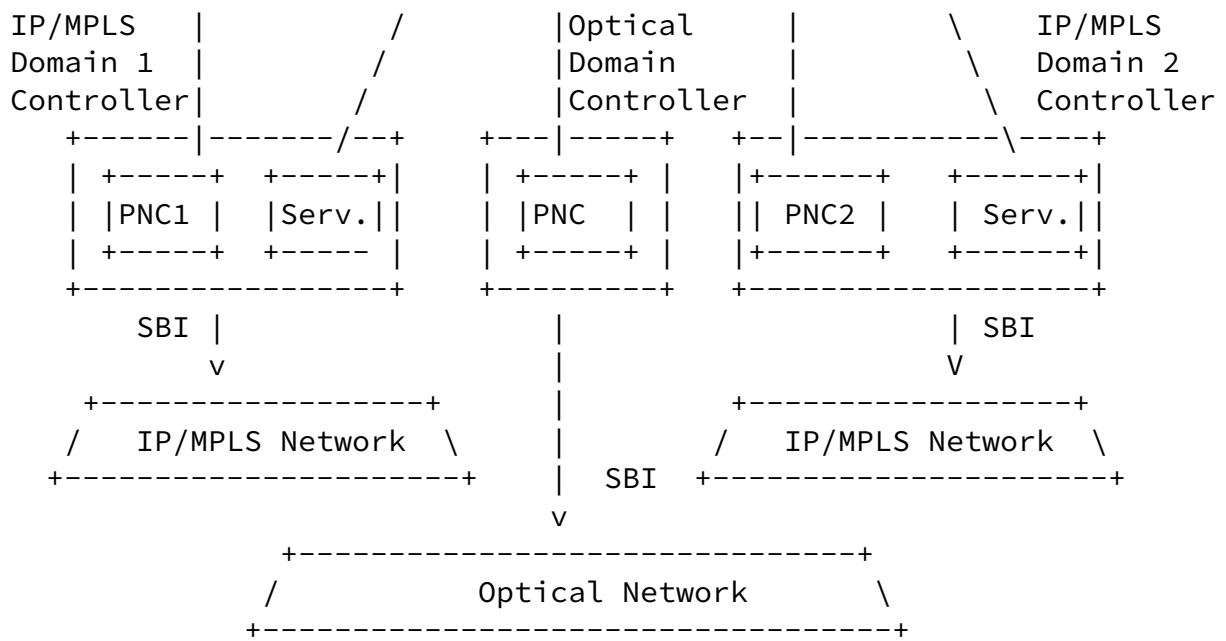 IP/MPLS | / |Optical | \ IP/MPLS
Domain 1 | / |Domain | \ Domain 2
Controller| / |Controller | \ Controller
+------|-------/--+ +---|-----+ +--|-----------\----+
| +-----+ +-----+| | +-----+ | |+------+ +------+|
| |PNC1 | |Serv.|| | |PNC | | || PNC2 | | Serv.||
| +-----+ +----- | | +-----+ | |+------+ +------+|
+-----------------+ +---------+ +-------------------+
SBI | | | SBI
v | V
+------------------+ | +------------------+
/ IP/MPLS Network \ | / IP/MPLS Network \
+----------------------+ | SBI +----------------------+
v
+-------------------------------+
/ Optical Network \
+-----------------------------------+